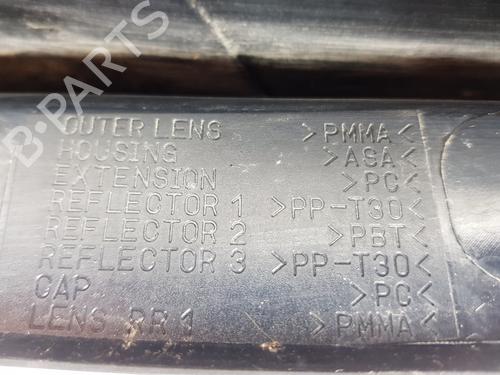 OUTER LENS >PMMA<
HOUSING >ASA<
EXTENSION >PC<
REFLECTOR 1 >PP-T30<
REFLECTOR 2 >PBT<
REFLECTOR 3 >PP-T30<
CAP >PC<
LENS RR 1 >PMMA<
B-PARTS